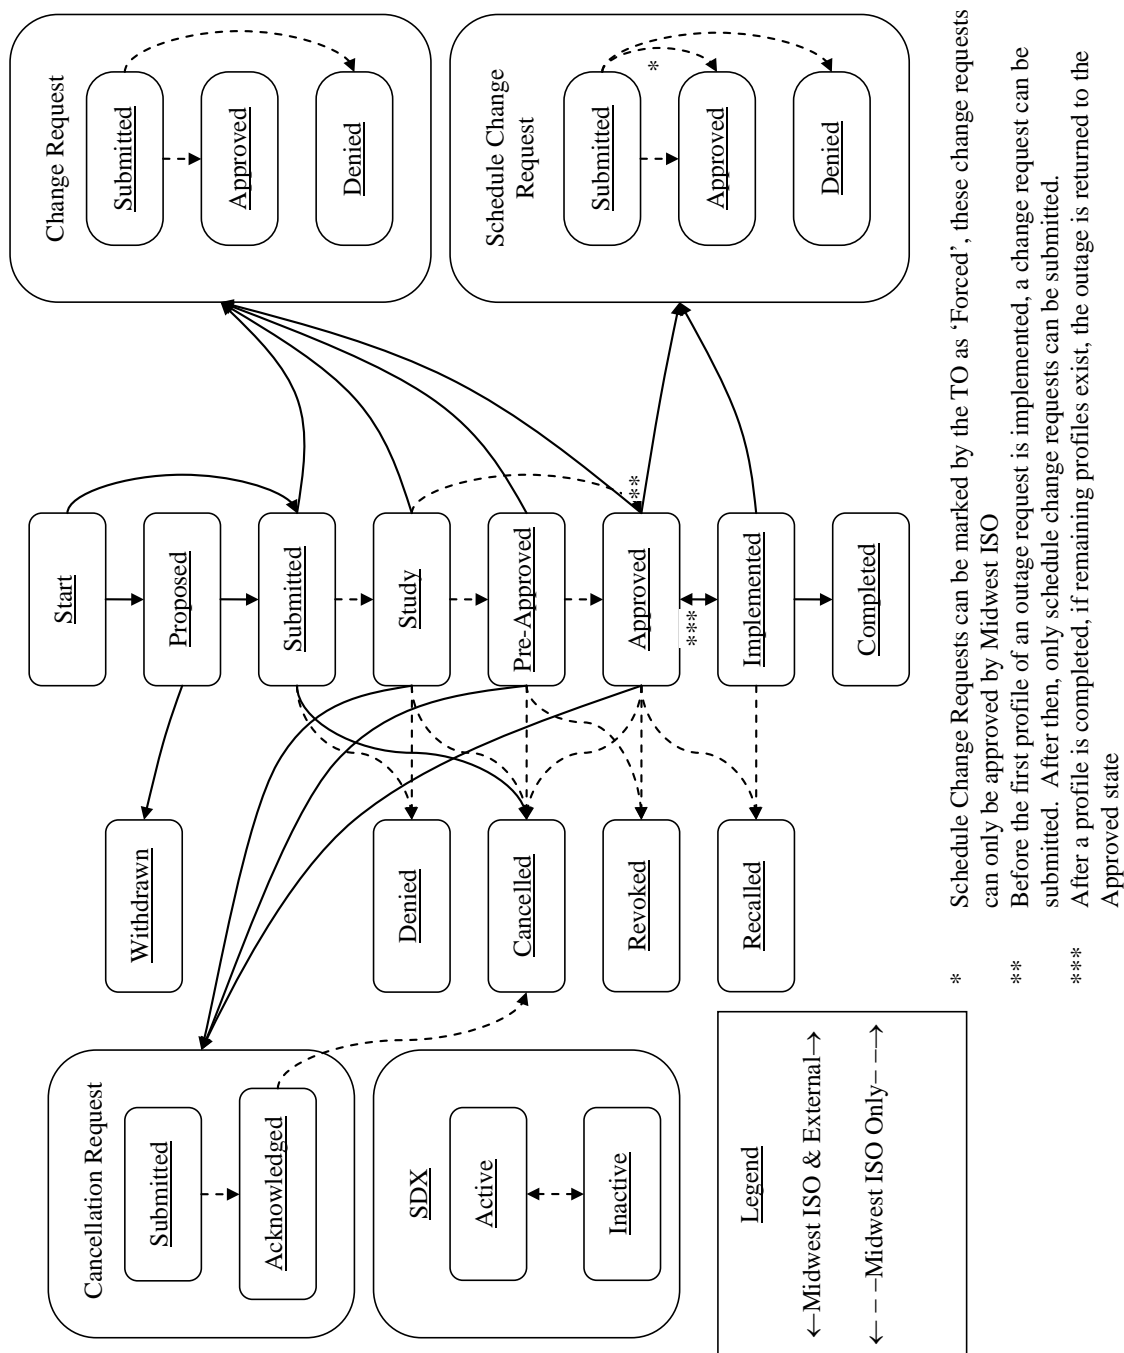 Change Request
Submitted
Approved
Denied
Schedule Change
Request
Submitted
*
Approved
Denied
Start
Proposed
Submitted
Study
Pre-Approved
**
Approved
***
Implemented
Completed
Withdrawn
Denied
Cancelled
Revoked
Recalled
Cancellation Request
Submitted
Acknowledged
SDX
Active
Inactive
Legend
←Midwest ISO & External→
← – –Midwest ISO Only– –→
* Schedule Change Requests can be marked by the TO as ‘Forced’, these change requests
can only be approved by Midwest ISO
** Before the first profile of an outage request is implemented, a change request can be
submitted. After then, only schedule change requests can be submitted.
*** After a profile is completed, if remaining profiles exist, the outage is returned to the
Approved state